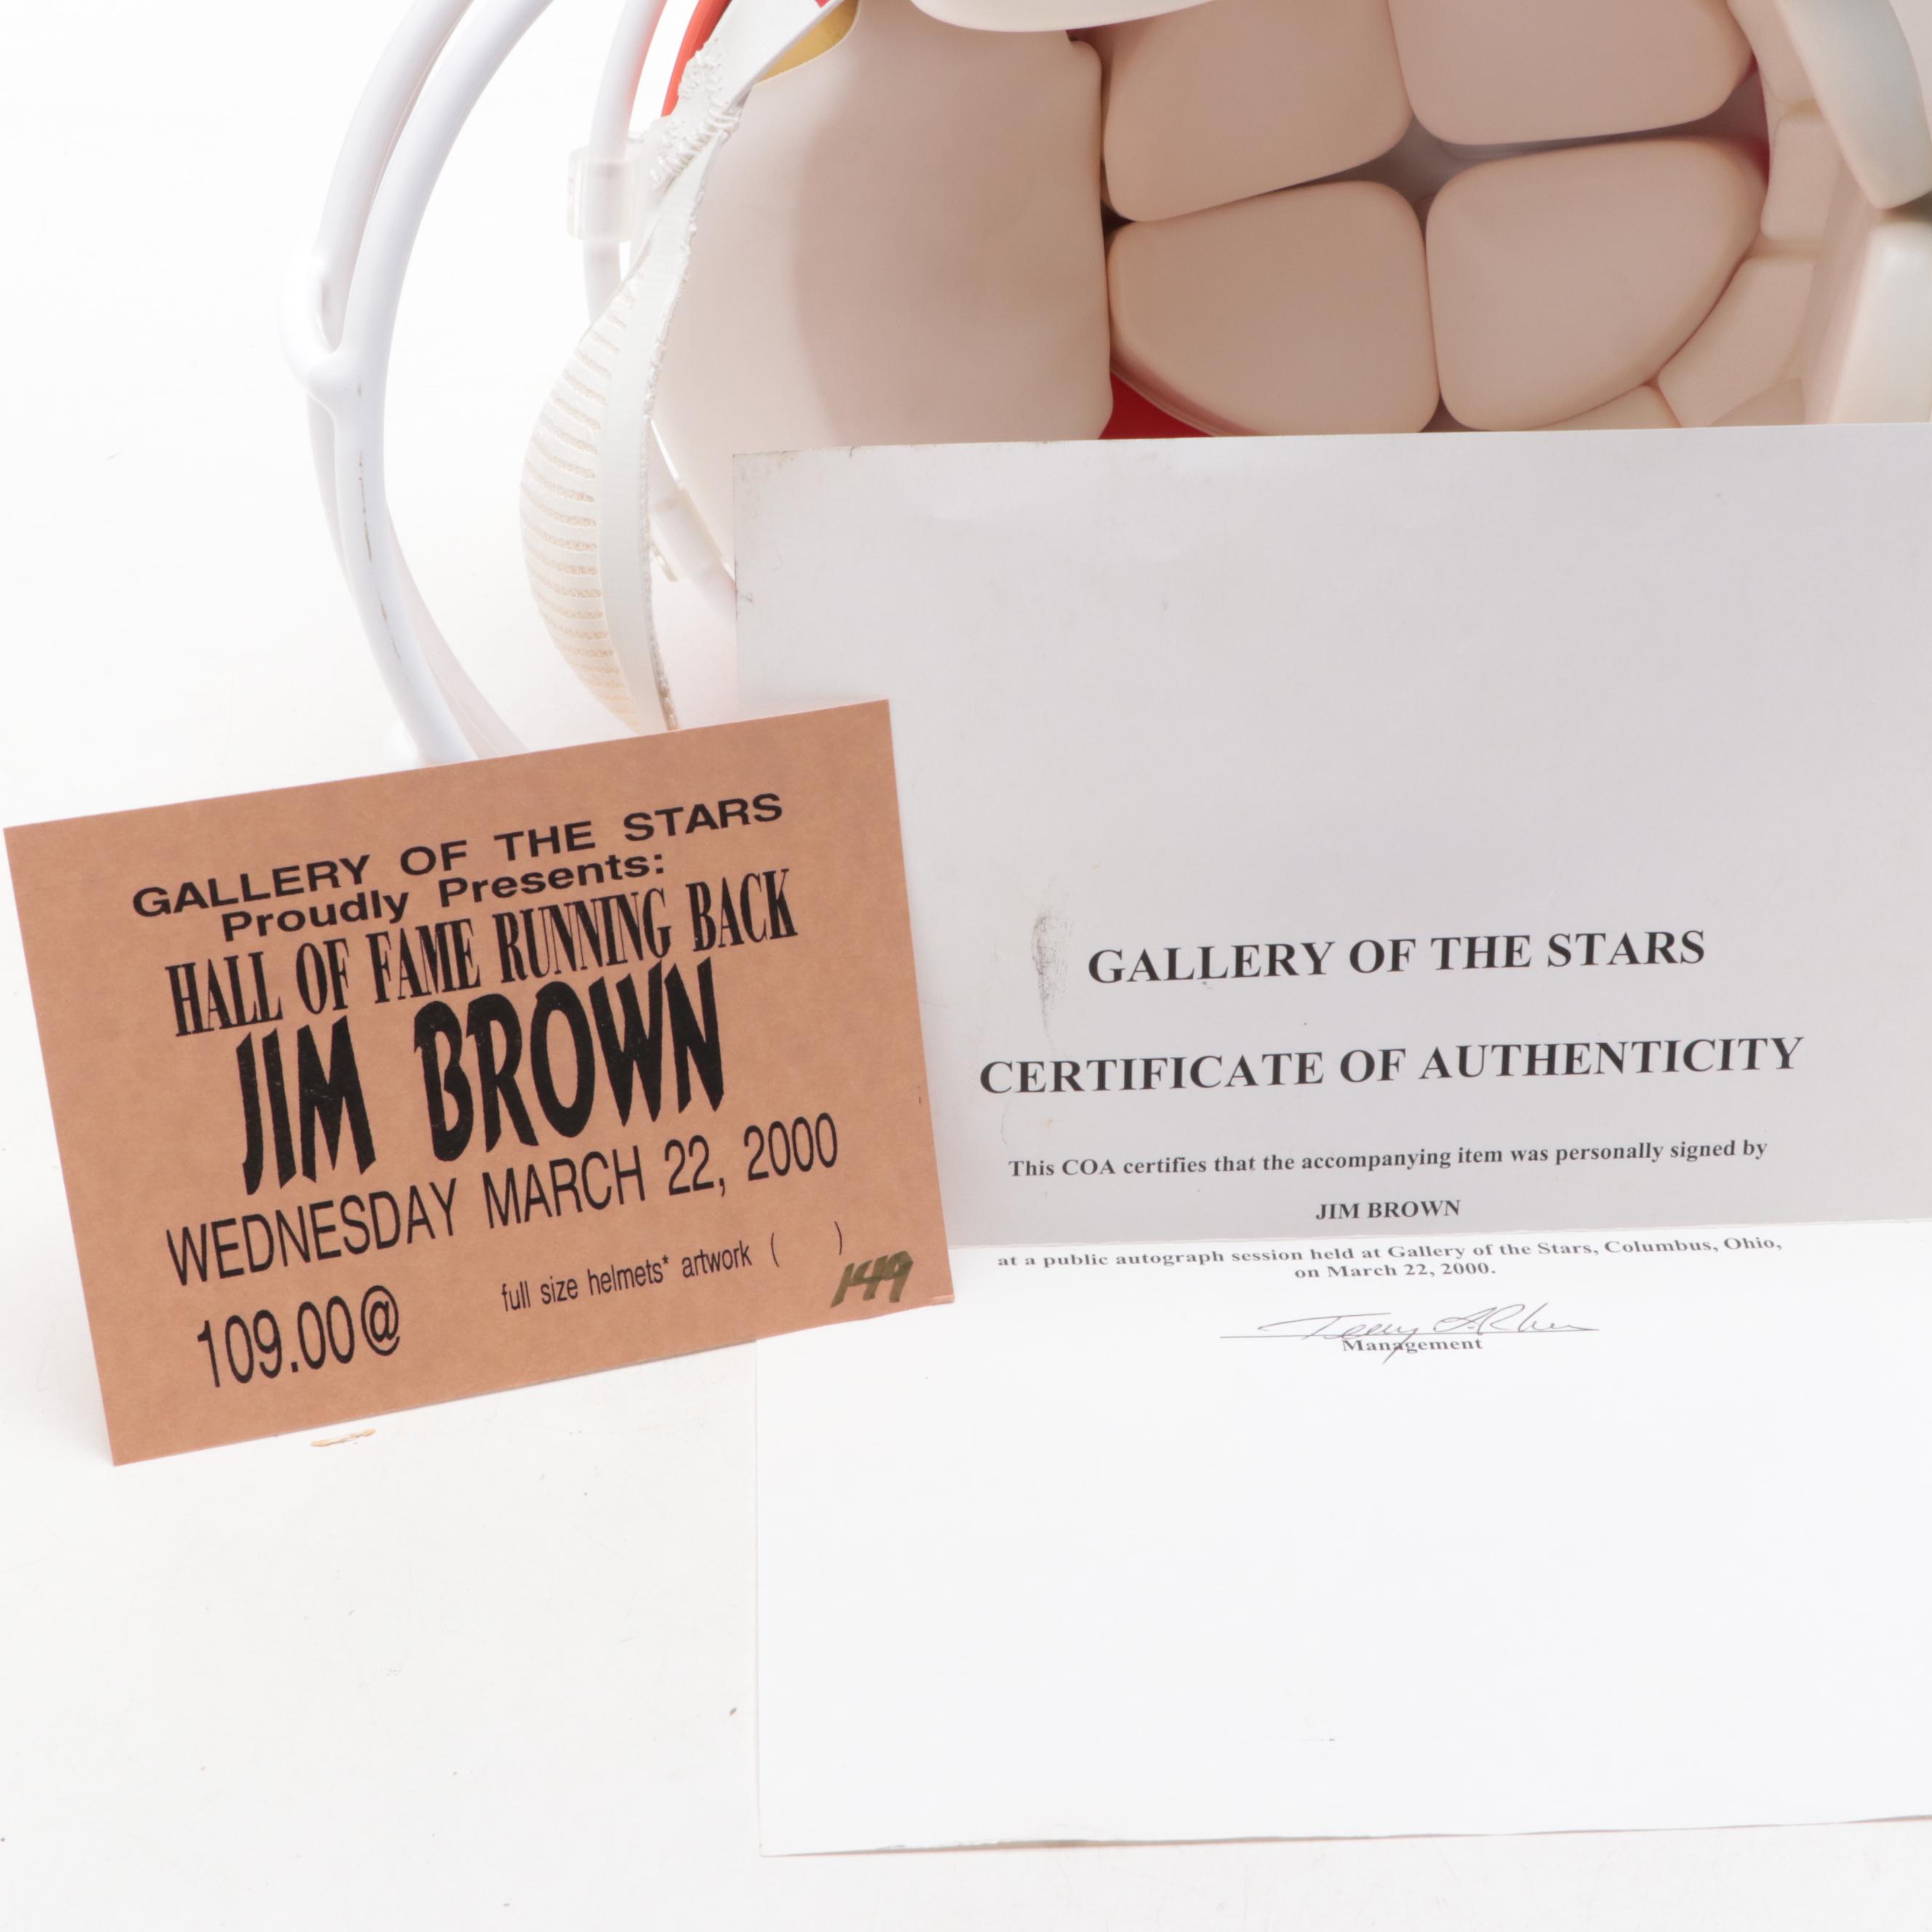 GALLERY OF THE STARS
Proudly Presents:
HALL OF FAME RUNNING BACK
JIM BROWN
WEDNESDAY MARCH 22, 2000
109.00@ full size helmets* artwork ( )
149
GALLERY OF THE STARS
CERTIFICATE OF AUTHENTICITY
This COA certifies that the accompanying item was personally signed by
JIM BROWN
at a public autograph session held at Gallery of the Stars, Columbus, Ohio,
on March 22, 2000.
Management